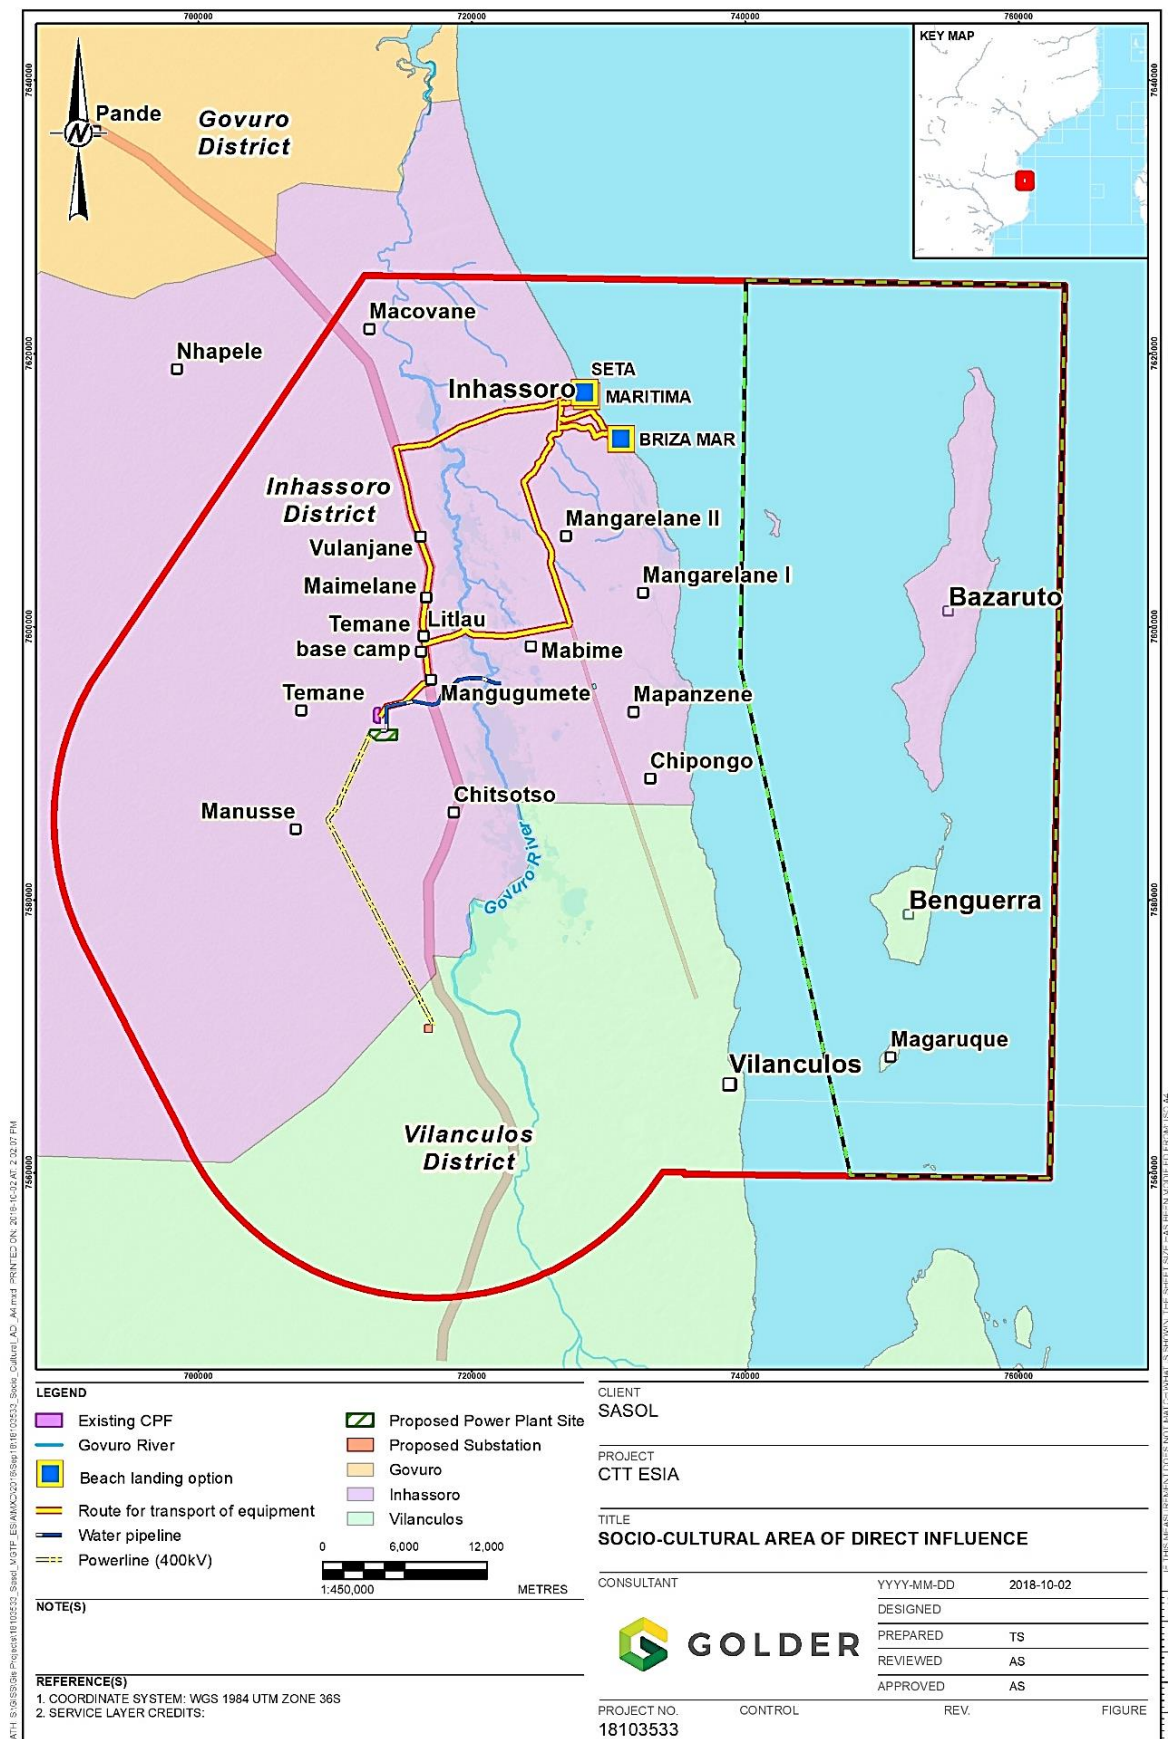 700000
720000
740000
760000
7640000
7640000
KEY MAP
Pande
N
Govuro
District
Macovane
Nhapele
7620000
7620000
SETA
MARITIMA
Inhassoro
BRIZA MAR
Inhassoro
District
Mangarelane II
Vulanjane
Mangarelane I
Maimelane
Bazaruto
Temane
Litlau
7600000
7600000
base camp
Mabime
Temane
Mangugumete
Mapanzene
Chipongo
Chitsotso
Manusse
Govuro River
7580000
7580000
Benguerra
Magaruque
Vilanculos
Vilanculos
District
7560000
7560000
700000
720000
740000
760000
LEGEND
Existing CPF
Govuro River
Beach landing option
Route for transport of equipment
Water pipeline
Powerline (400kV)
Proposed Power Plant Site
Proposed Substation
Govuro
Inhassoro
Vilanculos
0 6,000 12,000
1:450,000 METRES
NOTE(S)
REFERENCE(S)
1. COORDINATE SYSTEM: WGS 1984 UTM ZONE 36S
2. SERVICE LAYER CREDITS:
CLIENT
SASOL
PROJECT
CTT ESIA
TITLE
SOCIO-CULTURAL AREA OF DIRECT INFLUENCE
CONSULTANT
GOLDER
YYYY-MM-DD 2018-10-02
DESIGNED
PREPARED TS
REVIEWED AS
APPROVED AS
PROJECT NO. CONTROL REV. FIGURE
18103533